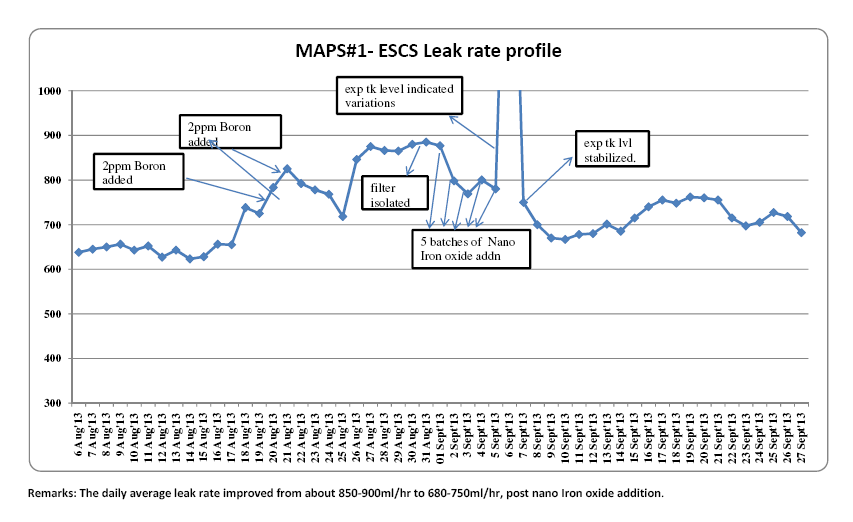 MAPS#1- ESCS Leak rate profile
1000
900
800
700
600
500
400
300
exp tk level indicated
variations
2ppm Boron
added
2ppm Boron
added
filter
isolated
5 batches of Nano
Iron oxide addn
exp tk lvl
stabilized.
6 Aug'13
7 Aug'13
8 Aug'13
9 Aug'13
10 Aug'13
11 Aug'13
12 Aug'13
13 Aug'13
14 Aug'13
15 Aug'13
16 Aug'13
17 Aug'13
18 Aug'13
19 Aug'13
20 Aug'13
21 Aug'13
22 Aug'13
23 Aug'13
24 Aug'13
25 Aug'13
26 Aug'13
27 Aug'13
28 Aug'13
29 Aug'13
30 Aug'13
31 Aug'13
01 Sept'13
2 Sept'13
3 Sept'13
4 Sept'13
5 Sept'13
6 Sept'13
7 Sept'13
8 Sept'13
9 Sept'13
10 Sept'13
11 Sept'13
12 Sept'13
13 Sept'13
14 Sept'13
15 Sept'13
16 Sept'13
17 Sept'13
18 Sept'13
19 Sept'13
20 Sept'13
21 Sept'13
22 Sept'13
23 Sept'13
24 Sept'13
25 Sept'13
26 Sept'13
27 Sept'13
Remarks: The daily average leak rate improved from about 850-900ml/hr to 680-750ml/hr, post nano Iron oxide addition.